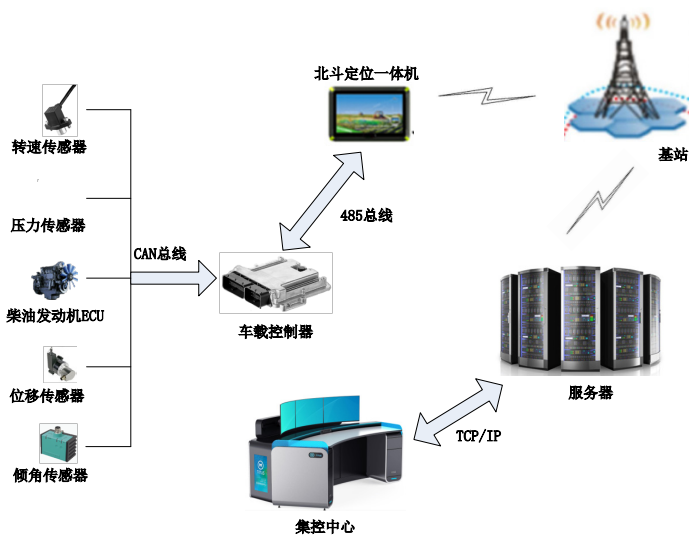 北斗定位一体机
基站
转速传感器
485总线
压力传感器
CAN总线
柴油发动机ECU
车载控制器
位移传感器
服务器
TCP/IP
倾角传感器
集控中心